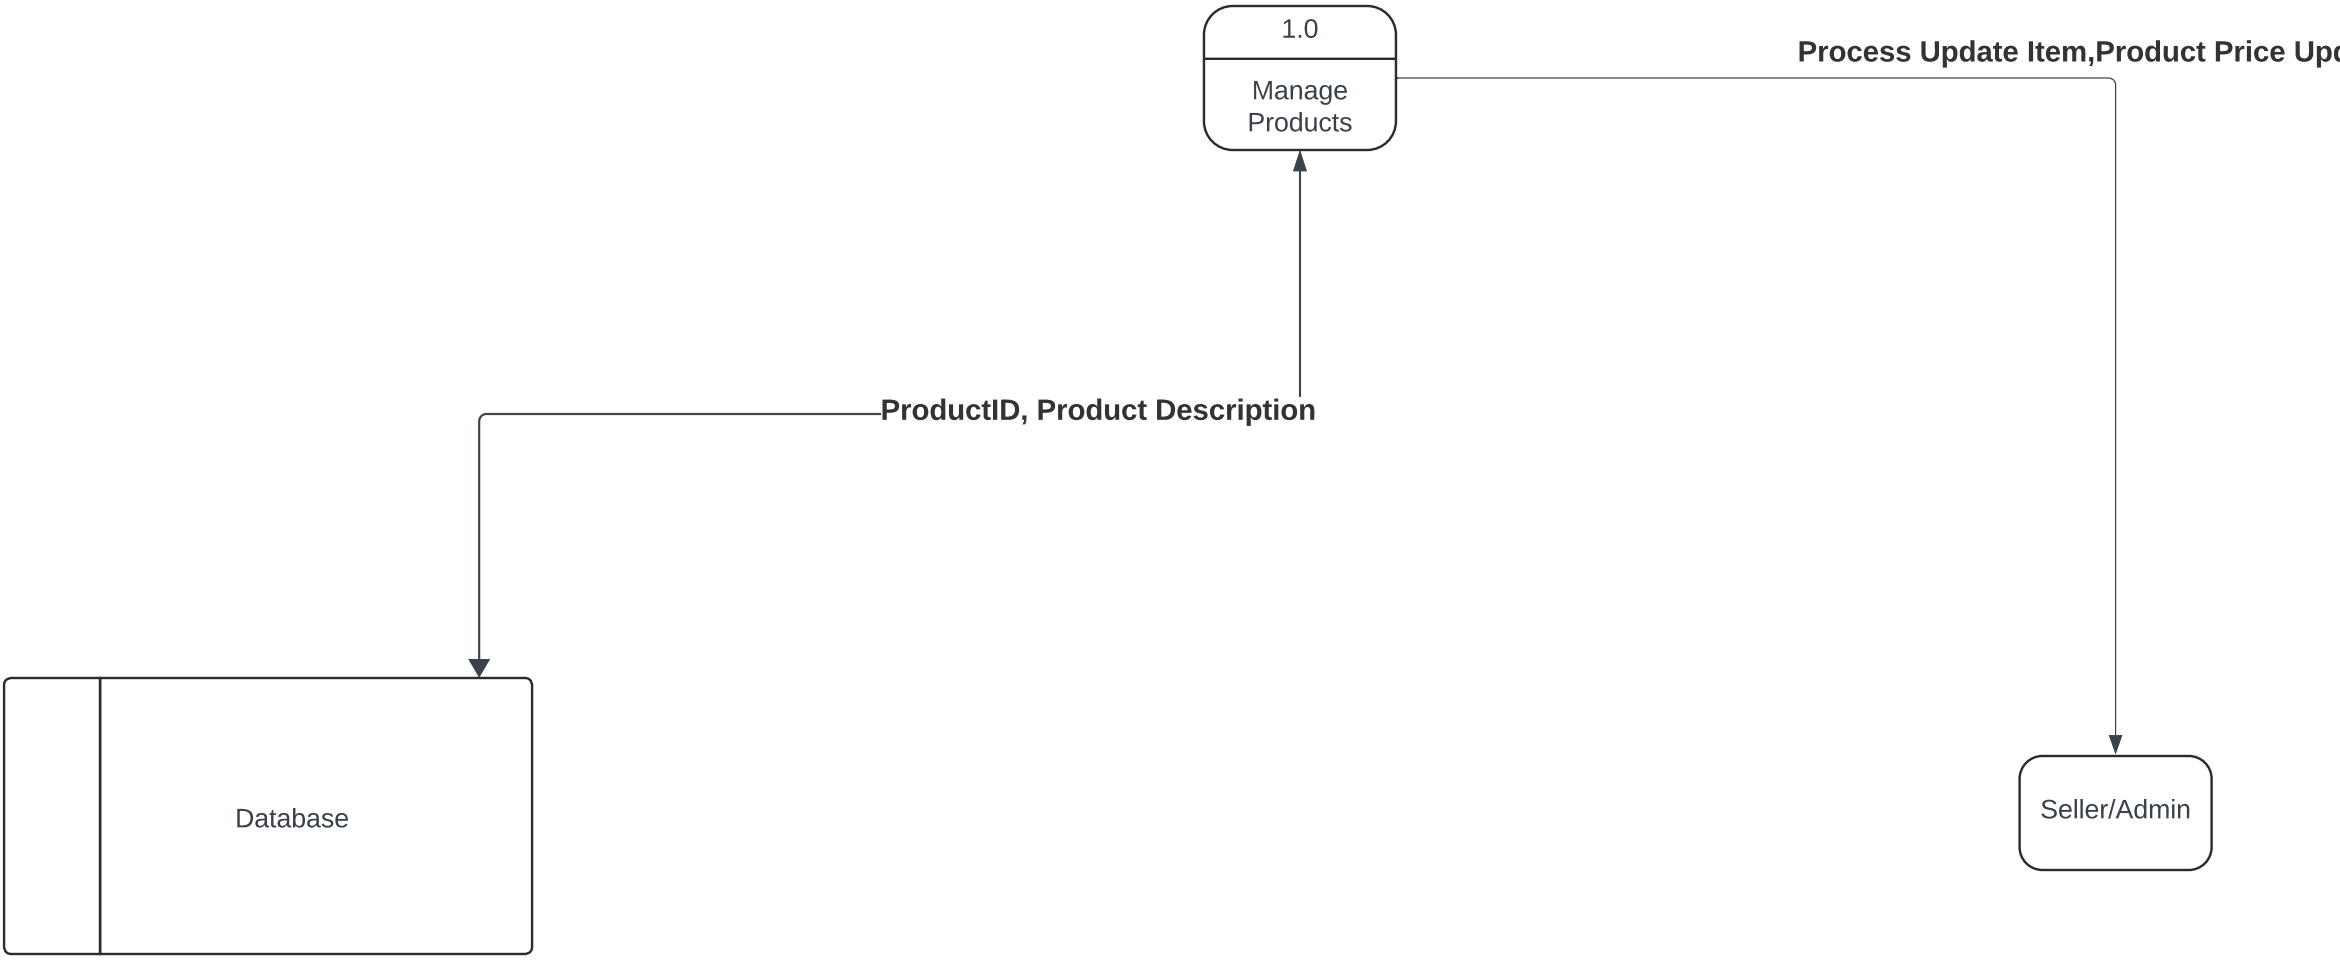 1.0
Process Update Item,Product Price
Manage
Products
ProductID, Product Description
Database
Seller/Admin